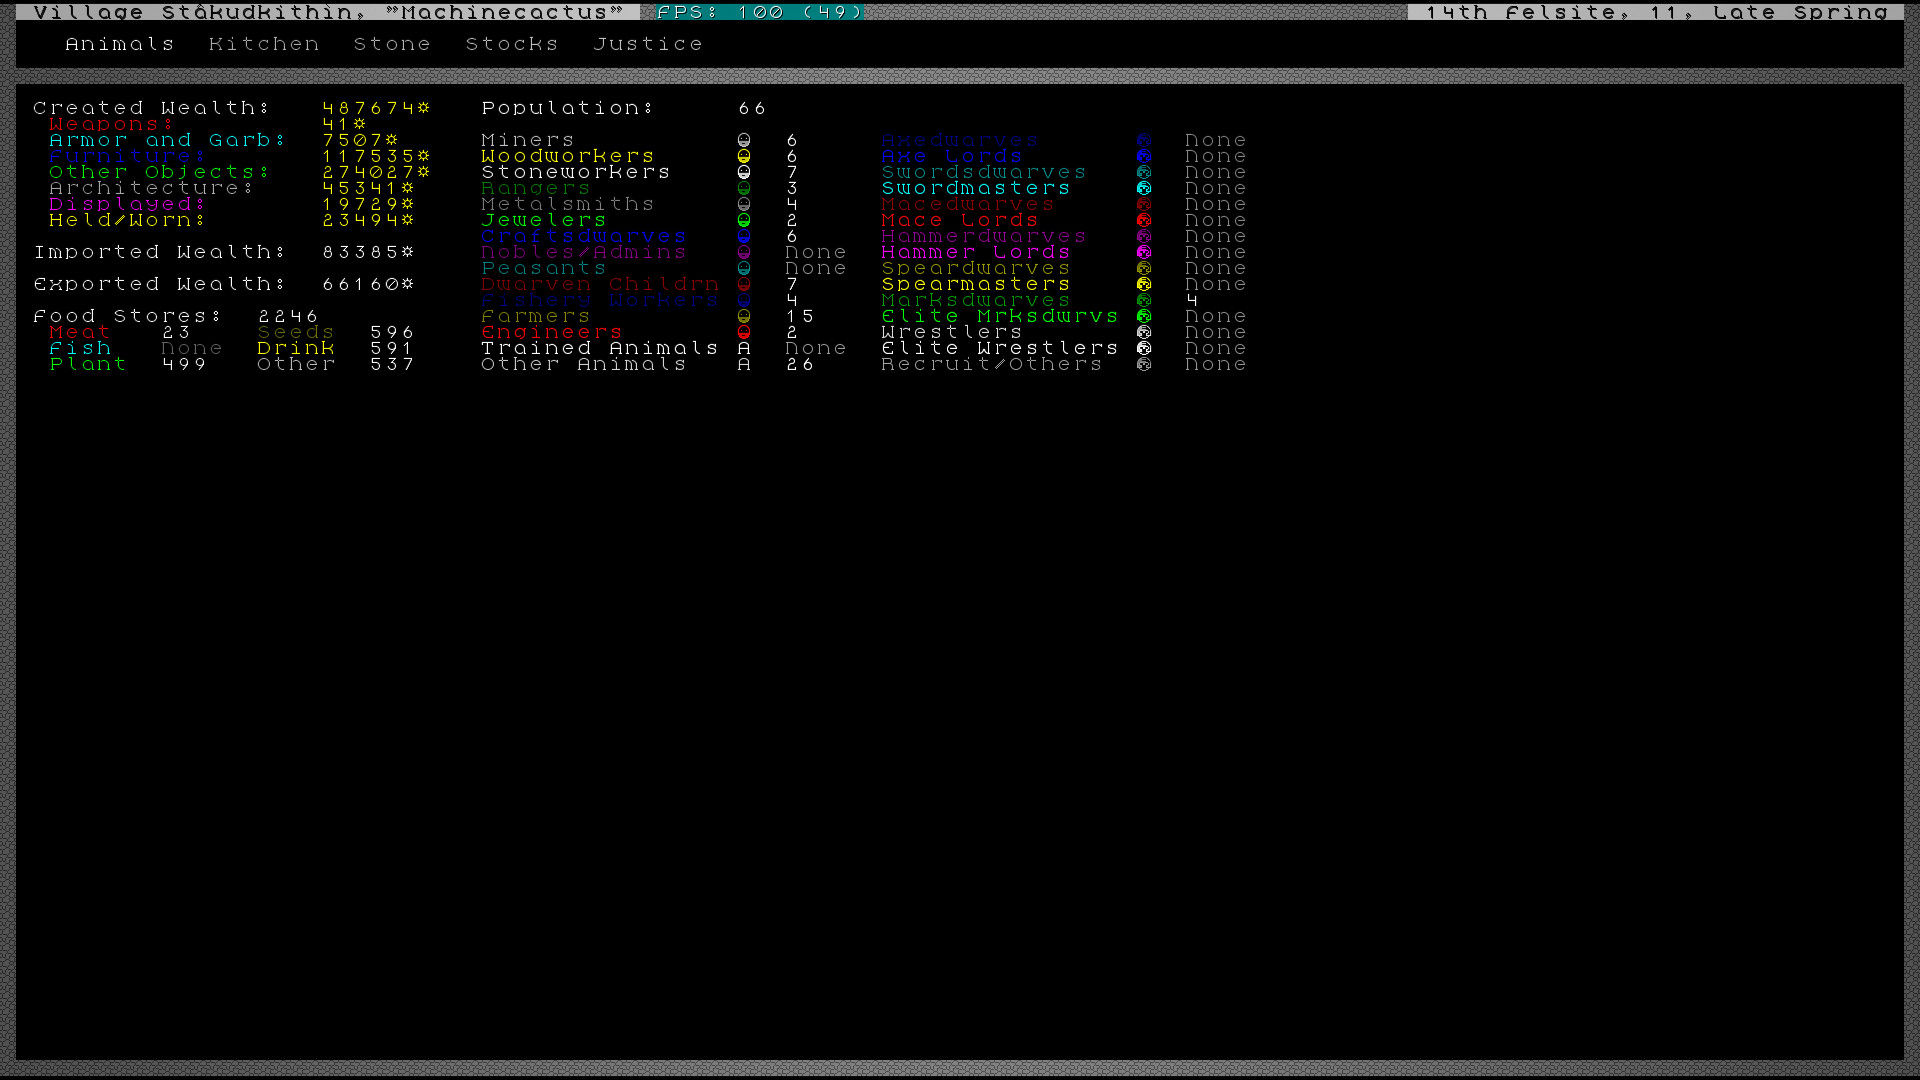 Village Stâkudkithin, "Machinecactus" FPS: 100 (49) 14th Felsite, 11, Late Spring
Animals Kitchen Stone Stocks Justice
Created Wealth: 487674☼ Population: 66
Weapons: 41☼
Armor and Garb: 7507☼ Miners 6 Axedwarves None
Furniture: 117535☼ Woodworkers 6 Axe Lords None
Other Objects: 274027☼ Stoneworkers 7 Swordsdwarves None
Architecture: 45341☼ Rangers 3 Swordmasters None
Displayed: 19729☼ Metalsmiths 4 Macedwarves None
Held/Worn: 23494☼ Jewelers 2 Mace Lords None
Craftsdwarves 6 Hammerdwarves None
Imported Wealth: 83385☼ Nobles/Admins None Hammer Lords None
Peasants None Speardwarves None
Exported Wealth: 66160☼ Dwarven Childrn 7 Spearmasters None
Fishery Workers 4 Marksdwarves 4
Food Stores: 2246 Farmers 15 Elite Mrksdwrvs None
Meat 23 Seeds 596 Engineers 2 Wrestlers None
Fish None Drink 591 Trained Animals A None Elite Wrestlers None
Plant 499 Other 537 Other Animals A 26 Recruit/Others None